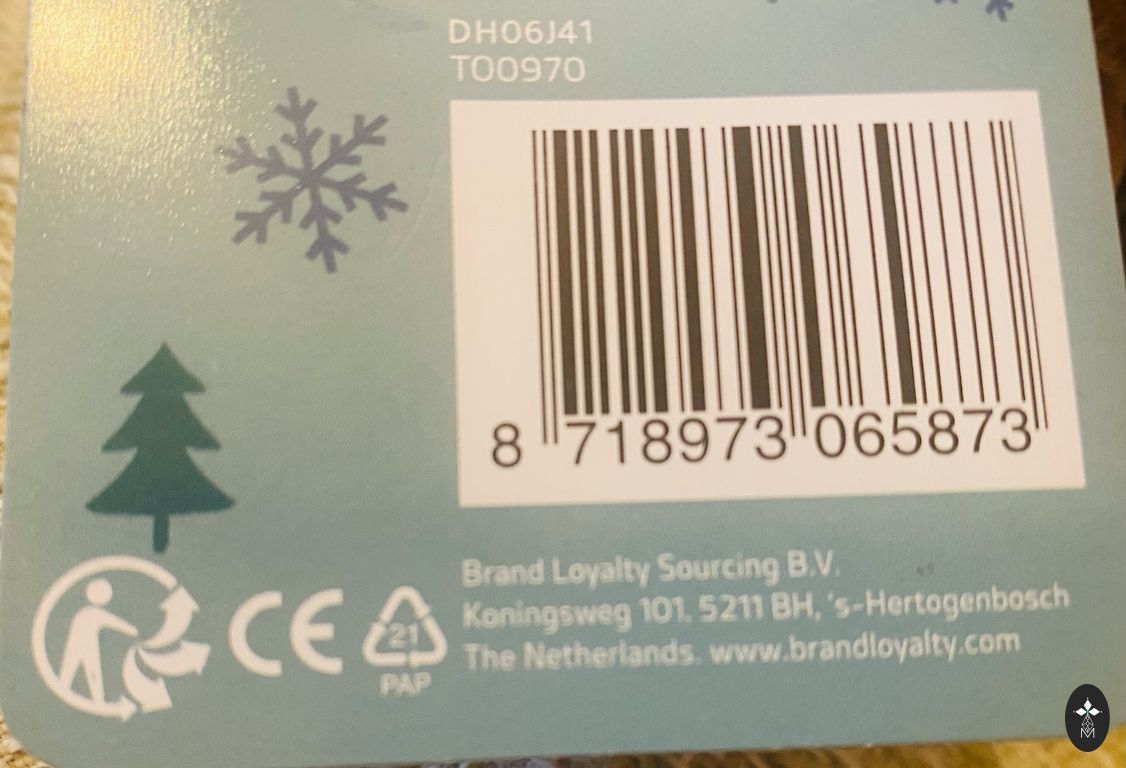 DH06J41
T00970
8 718973 065873
Brand Loyalty Sourcing B.V.
Koningsweg 101, 5211 BH, 's-Hertogenbosch
The Netherlands. www.brandloyalty.com
CE
21
PAP
M